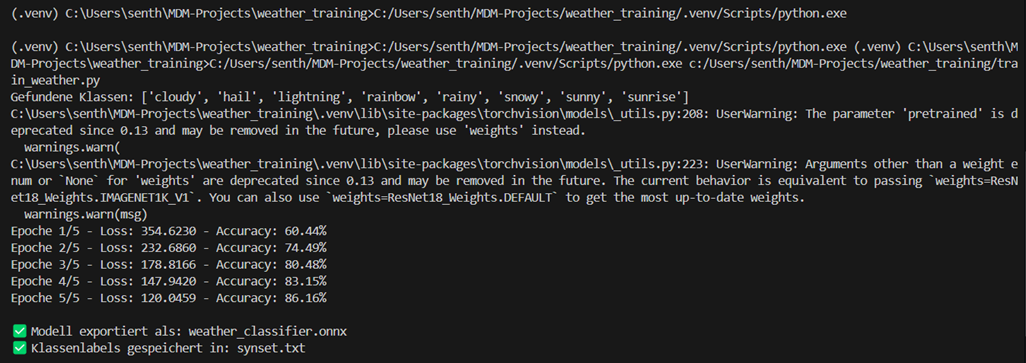 (.venv) C:\Users\senth\MDM-Projects\weather_training>C:/Users/senth/MDM-Projects/weather_training/.venv/Scripts/python.exe
(.venv) C:\Users\senth\MDM-Projects\weather_training>C:/Users/senth/MDM-Projects/weather_training/.venv/Scripts/python.exe (.venv) C:\Users\senth\M
DM-Projects\weather_training>C:/Users/senth/MDM-Projects/weather_training/.venv/Scripts/python.exe c:/Users/senth/MDM-Projects/weather_training/tra
in_weather.py
Gefundene Klassen: ['cloudy', 'hail', 'lightning', 'rainbow', 'rainy', 'snowy', 'sunny', 'sunrise']
C:\Users\senth\MDM-Projects\weather_training\.venv\lib\site-packages\torchvision\models\_utils.py:208: UserWarning: The parameter 'pretrained' is d
eprecated since 0.13 and may be removed in the future, please use 'weights' instead.
  warnings.warn(
C:\Users\senth\MDM-Projects\weather_training\.venv\lib\site-packages\torchvision\models\_utils.py:223: UserWarning: Arguments other than a weight e
num or `None` for 'weights' are deprecated since 0.13 and may be removed in the future. The current behavior is equivalent to passing `weights=ResN
et18_Weights.IMAGENET1K_V1`. You can also use `weights=ResNet18_Weights.DEFAULT` to get the most up-to-date weights.
  warnings.warn(msg)
Epoche 1/5 - Loss: 354.6230 - Accuracy: 60.44%
Epoche 2/5 - Loss: 232.6860 - Accuracy: 74.49%
Epoche 3/5 - Loss: 178.8166 - Accuracy: 80.48%
Epoche 4/5 - Loss: 147.9420 - Accuracy: 83.15%
Epoche 5/5 - Loss: 120.0459 - Accuracy: 86.16%
✅ Modell exportiert als: weather_classifier.onnx
✅ Klassenlabels gespeichert in: synset.txt